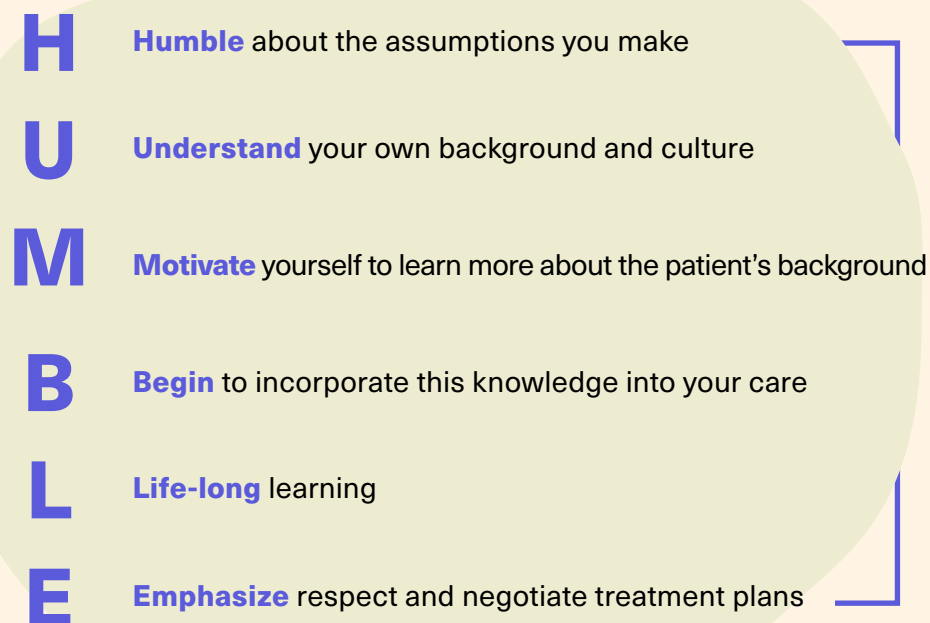 H Humble about the assumptions you make
U Understand your own background and culture
M Motivate yourself to learn more about the patient's background
B Begin to incorporate this knowledge into your care
L Life-long learning
E Emphasize respect and negotiate treatment plans